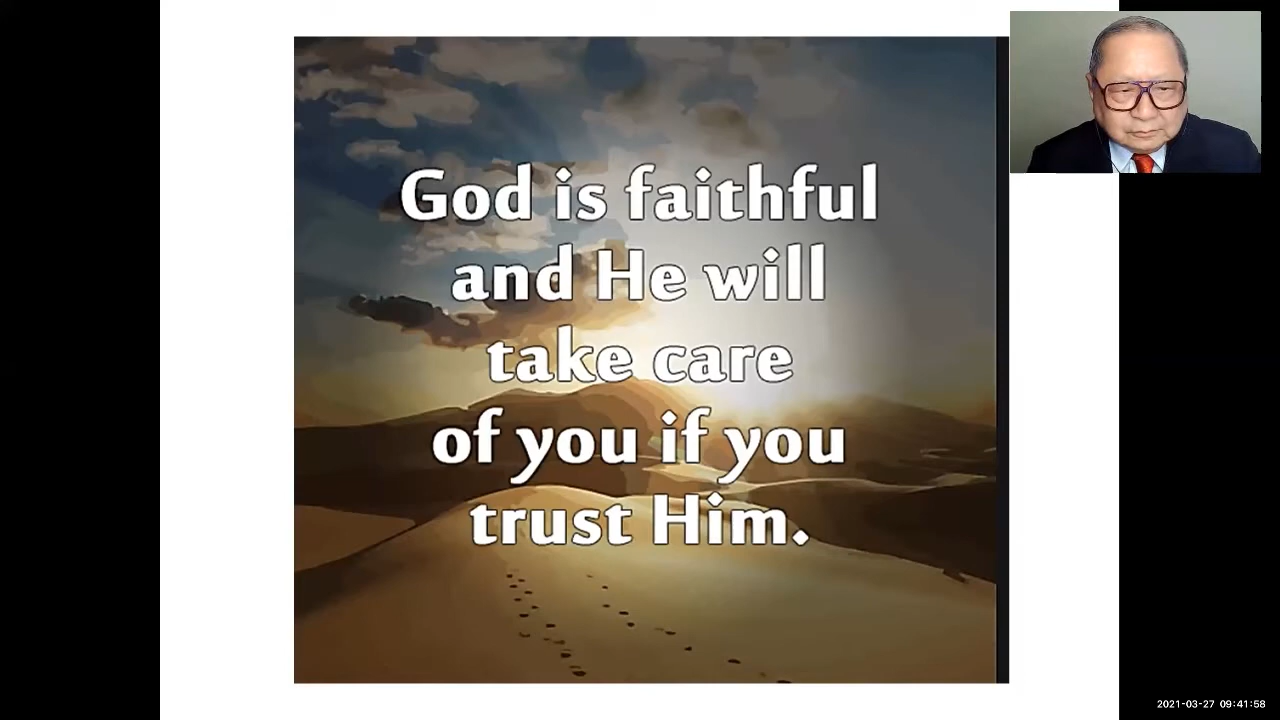 God is faithful
and He will
take care
of you if you
trust Him.
2021-03-27 09:41:58